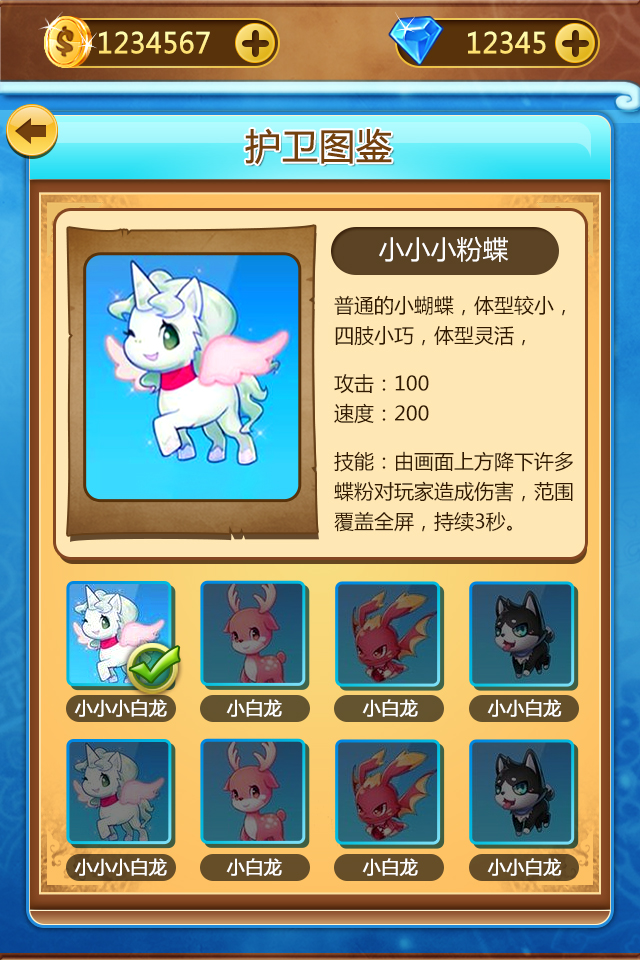 1234567
12345
护卫图鉴
小小小粉蝶
普通的小蝴蝶，体型较小，
四肢小巧，体型灵活，
攻击：100
速度：200
技能：由画面上方降下许多
蝶粉对玩家造成伤害，范围
覆盖全屏，持续3秒。
小小小白龙
小白龙
小白龙
小小白龙
小小小白龙
小白龙
小白龙
小小白龙